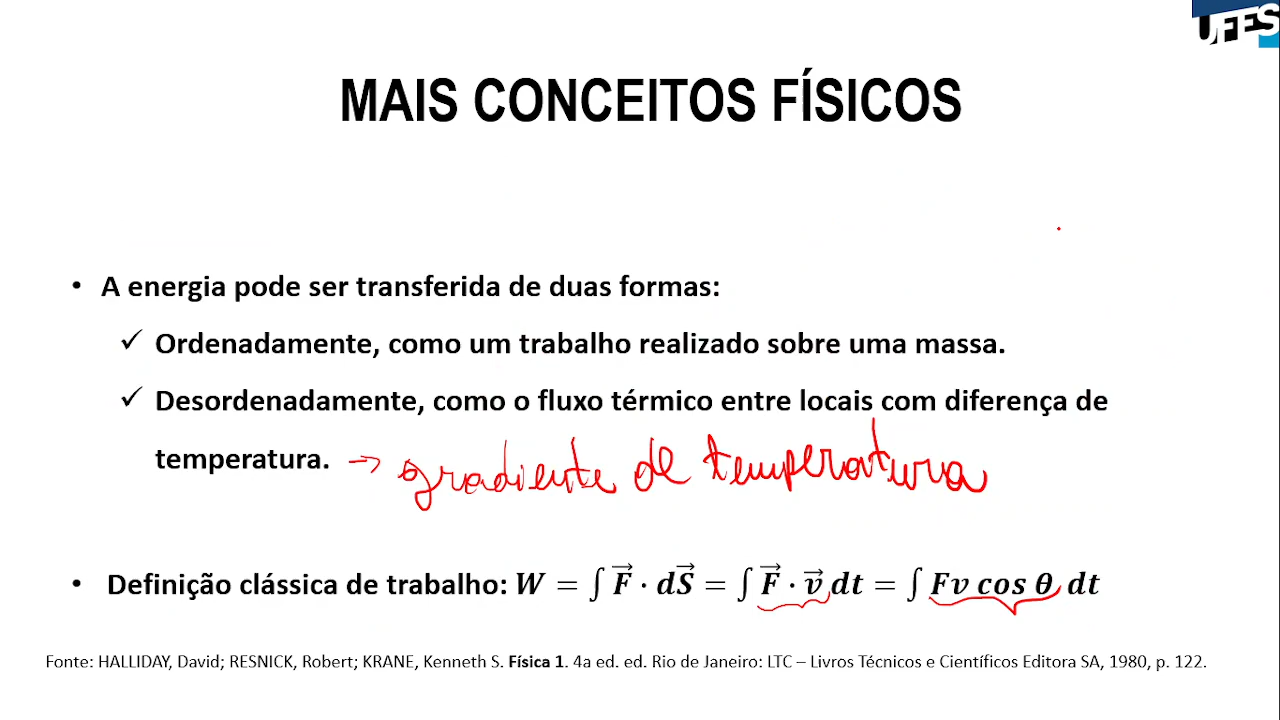 UFES
MAIS CONCEITOS FÍSICOS
• A energia pode ser transferida de duas formas:
✓ Ordenadamente, como um trabalho realizado sobre uma massa.
✓ Desordenadamente, como o fluxo térmico entre locais com diferença de
temperatura. → gradiente de temperatura
• Definição clássica de trabalho: W = ∫ F⃗ · dS⃗ = ∫ F⃗ · v⃗ dt = ∫ Fv cos θ dt
Fonte: HALLIDAY, David; RESNICK, Robert; KRANE, Kenneth S. Física 1. 4a ed. ed. Rio de Janeiro: LTC – Livros Técnicos e Científicos Editora SA, 1980, p. 122.